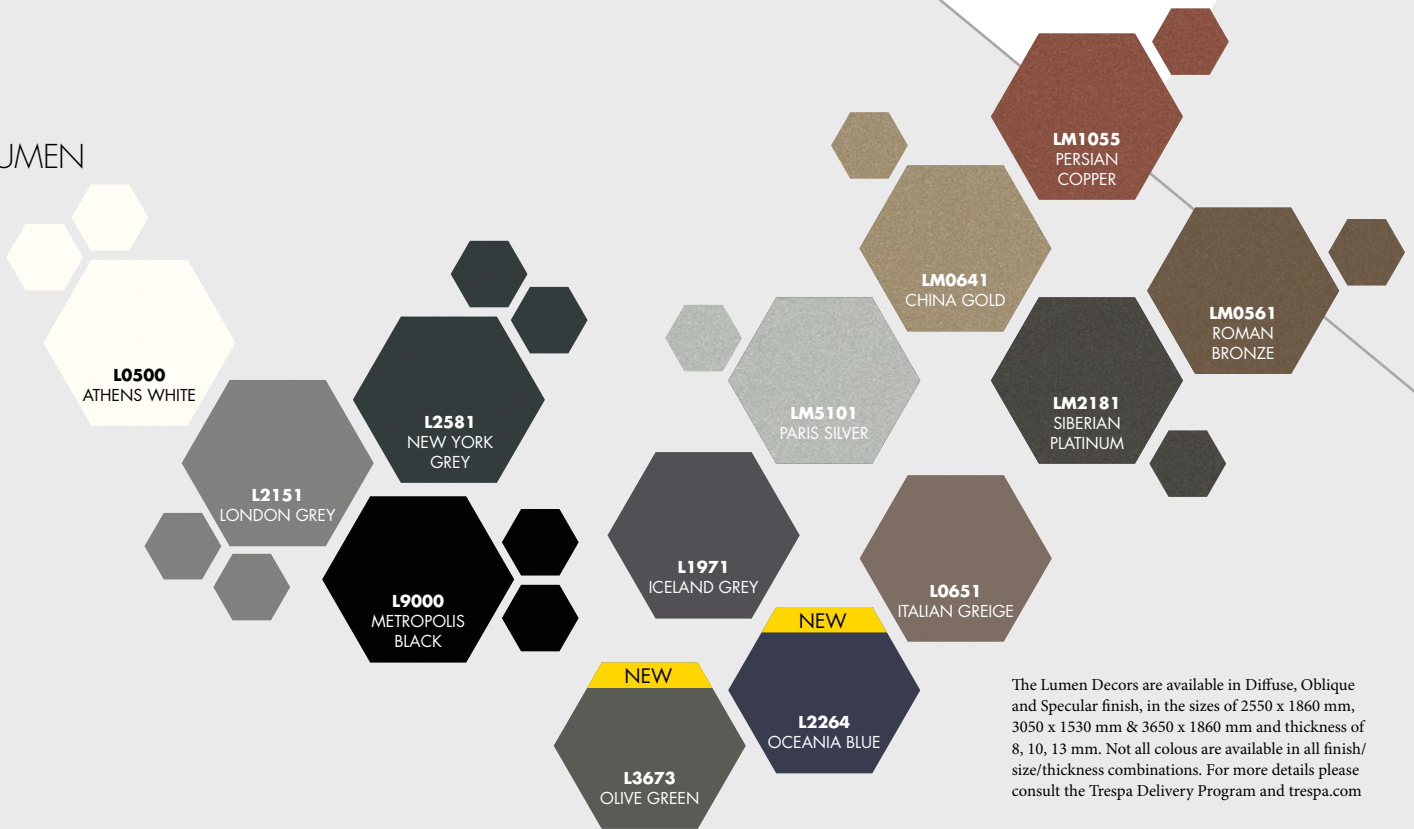 UMEN
LM1055
PERSIAN
COPPER
LM0641
CHINA GOLD
LM0561
ROMAN
BRONZE
L0500
ATHENS WHITE
L2581
NEW YORK
GREY
LM5101
PARIS SILVER
LM2181
SIBERIAN
PLATINUM
L2151
LONDON GREY
L9000
METROPOLIS
BLACK
L1971
ICELAND GREY
L0651
ITALIAN GREIGE
NEW
L2264
OCEANIA BLUE
NEW
L3673
OLIVE GREEN
The Lumen Decors are available in Diffuse, Oblique
and Specular finish, in the sizes of 2550 x 1860 mm,
3050 x 1530 mm & 3650 x 1860 mm and thickness of
8, 10, 13 mm. Not all colous are available in all finish/
size/thickness combinations. For more details please
consult the Trespa Delivery Program and trespa.com